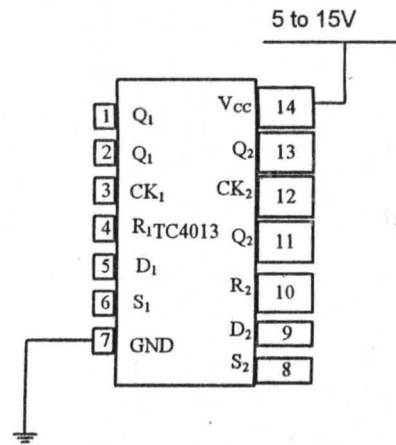 5 to 15V
1 Q₁ V_CC 14
2 Q₁ Q₂ 13
3 CK₁ CK₂ 12
4 R₁TC4013 Q₂ 11
5 D₁ R₂ 10
6 S₁ D₂ 9
7 GND S₂ 8